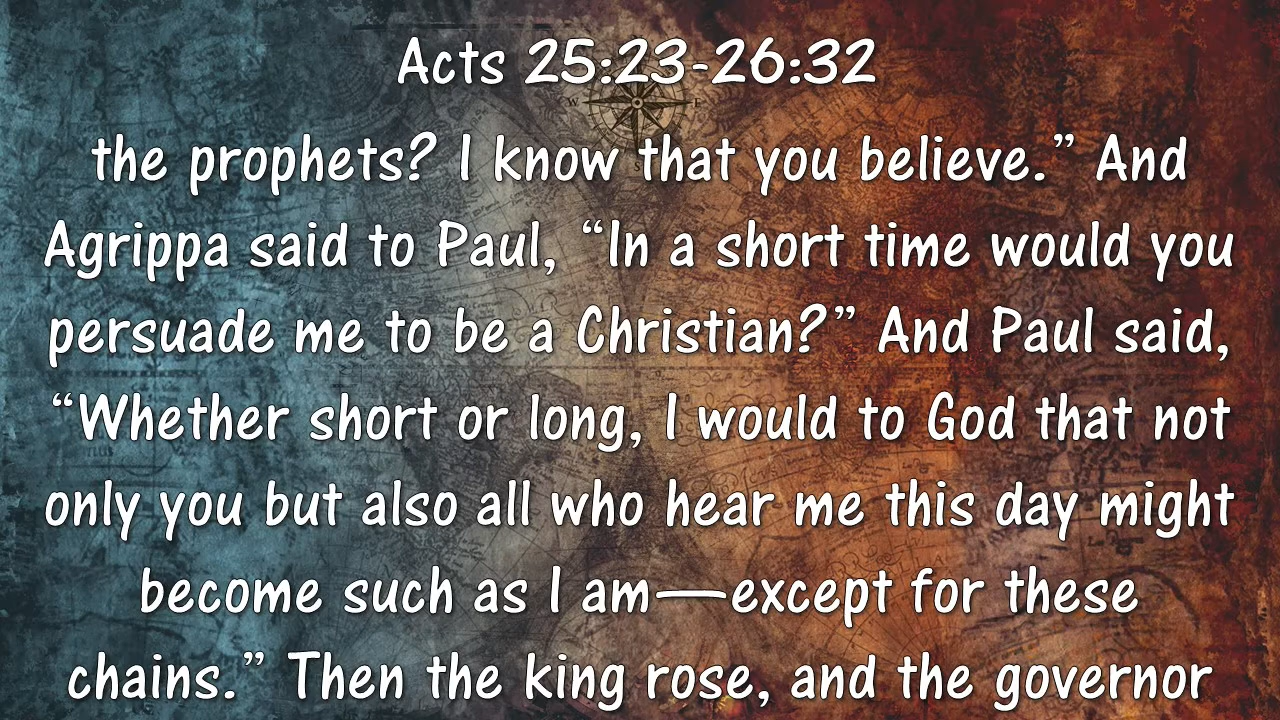 Acts 25:23-26:32
W E
the prophets? I know that you believe.” And
Agrippa said to Paul, “In a short time would you
persuade me to be a Christian?” And Paul said,
“Whether short or long, I would to God that not
only you but also all who hear me this day might
become such as I am—except for these
chains.” Then the king rose, and the governor